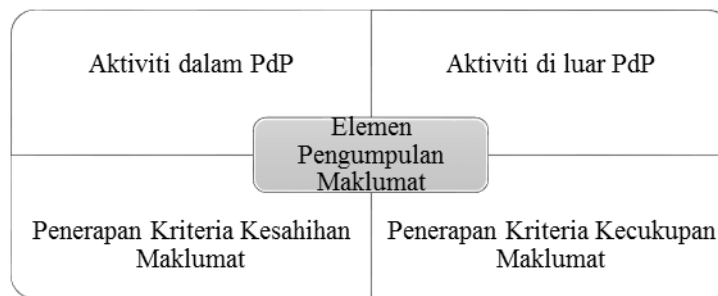 Aktiviti dalam PdP
Aktiviti di luar PdP
Elemen
Pengumpulan
Maklumat
Penerapan Kriteria Kesahihan
Maklumat
Penerapan Kriteria Kecukupan
Maklumat